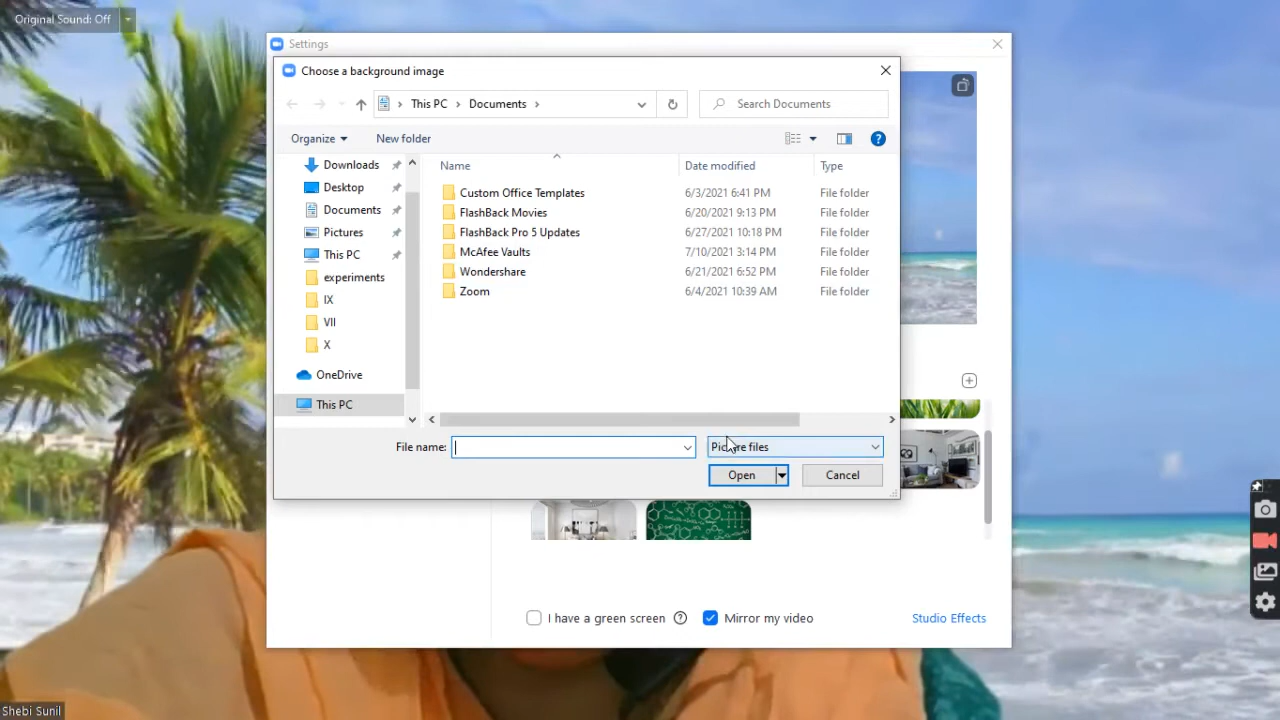 Original Sound: Off
Settings
Choose a background image
This PC
Documents
Search Documents
Organize
New folder
Name
Date modified
Type
Downloads
Desktop
Documents
Pictures
This PC
experiments
IX
VII
X
OneDrive
This PC
Custom Office Templates 6/3/2021 6:41 PM File folder
FlashBack Movies 6/20/2021 9:13 PM File folder
FlashBack Pro 5 Updates 6/27/2021 10:18 PM File folder
McAfee Vaults 7/10/2021 3:14 PM File folder
Wondershare 6/21/2021 6:52 PM File folder
Zoom 6/4/2021 10:39 AM File folder
File name:
Picture files
Open
Cancel
I have a green screen
Mirror my video
Studio Effects
Shebi Sunil